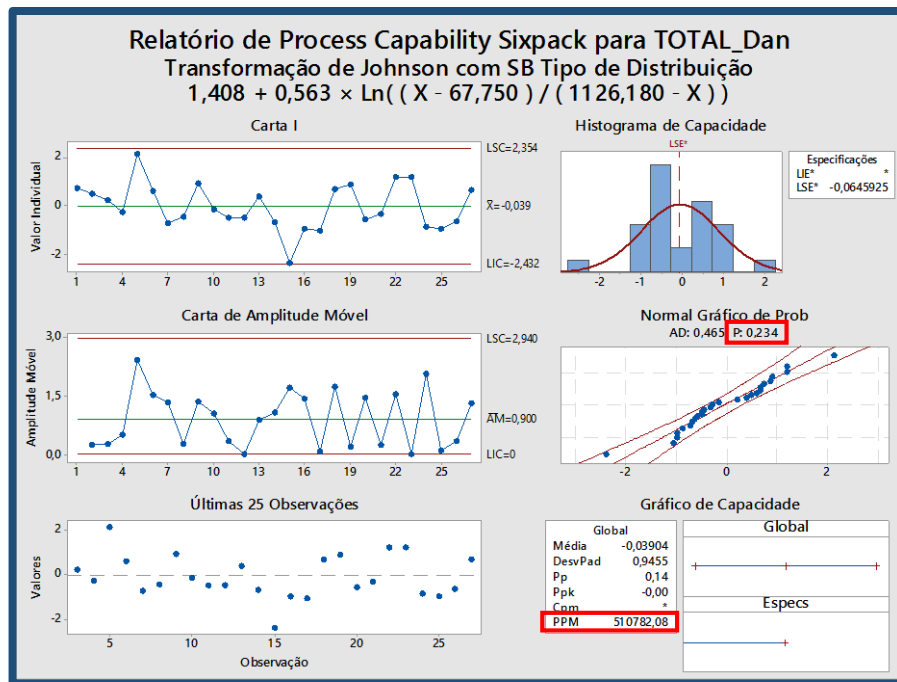 Relatório de Process Capability Sixpack para TOTAL_Dan
Transformação de Johnson com SB Tipo de Distribuição
1,408 + 0,563 × Ln( ( X - 67,750 ) / ( 1126,180 - X ) )
Carta I
Valor Individual
2
0
-2
1 4 7 10 13 16 19 22 25
LSC=2,354
X̄=-0,039
LIC=-2,432
Histograma de Capacidade
LSE*
-2 -1 0 1 2
Especificações
LIE* *
LSE* -0,0645925
Carta de Amplitude Móvel
Amplitude Móvel
3,0
1,5
0,0
1 4 7 10 13 16 19 22 25
LSC=2,940
A̅M̅=0,900
LIC=0
Normal Gráfico de Prob
AD: 0,465 P: 0,234
-2 0 2
Últimas 25 Observações
Valores
2
0
-2
5 10 15 20 25
Observação
Gráfico de Capacidade
Global
Média -0,03904
DesvPad 0,9455
Pp 0,14
Ppk -0,00
Cpm *
PPM 510782,08
Global
Especs